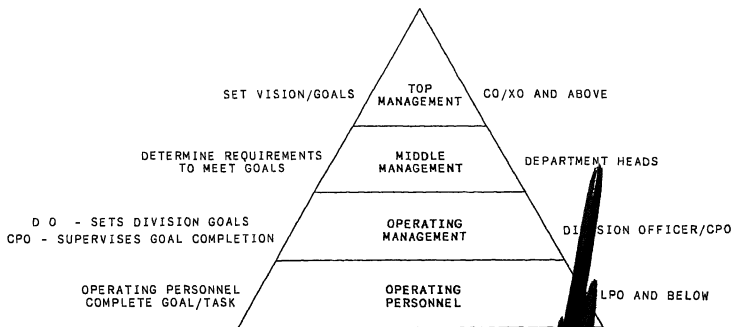 SET VISION/GOALS
TOP
MANAGEMENT
CO/XO AND ABOVE
DETERMINE REQUIREMENTS
TO MEET GOALS
MIDDLE
MANAGEMENT
DEPARTMENT HEADS
D O - SETS DIVISION GOALS
CPO - SUPERVISES GOAL COMPLETION
OPERATING
MANAGEMENT
DIVISION OFFICER/CPO
OPERATING PERSONNEL
COMPLETE GOAL/TASK
OPERATING
PERSONNEL
LPO AND BELOW